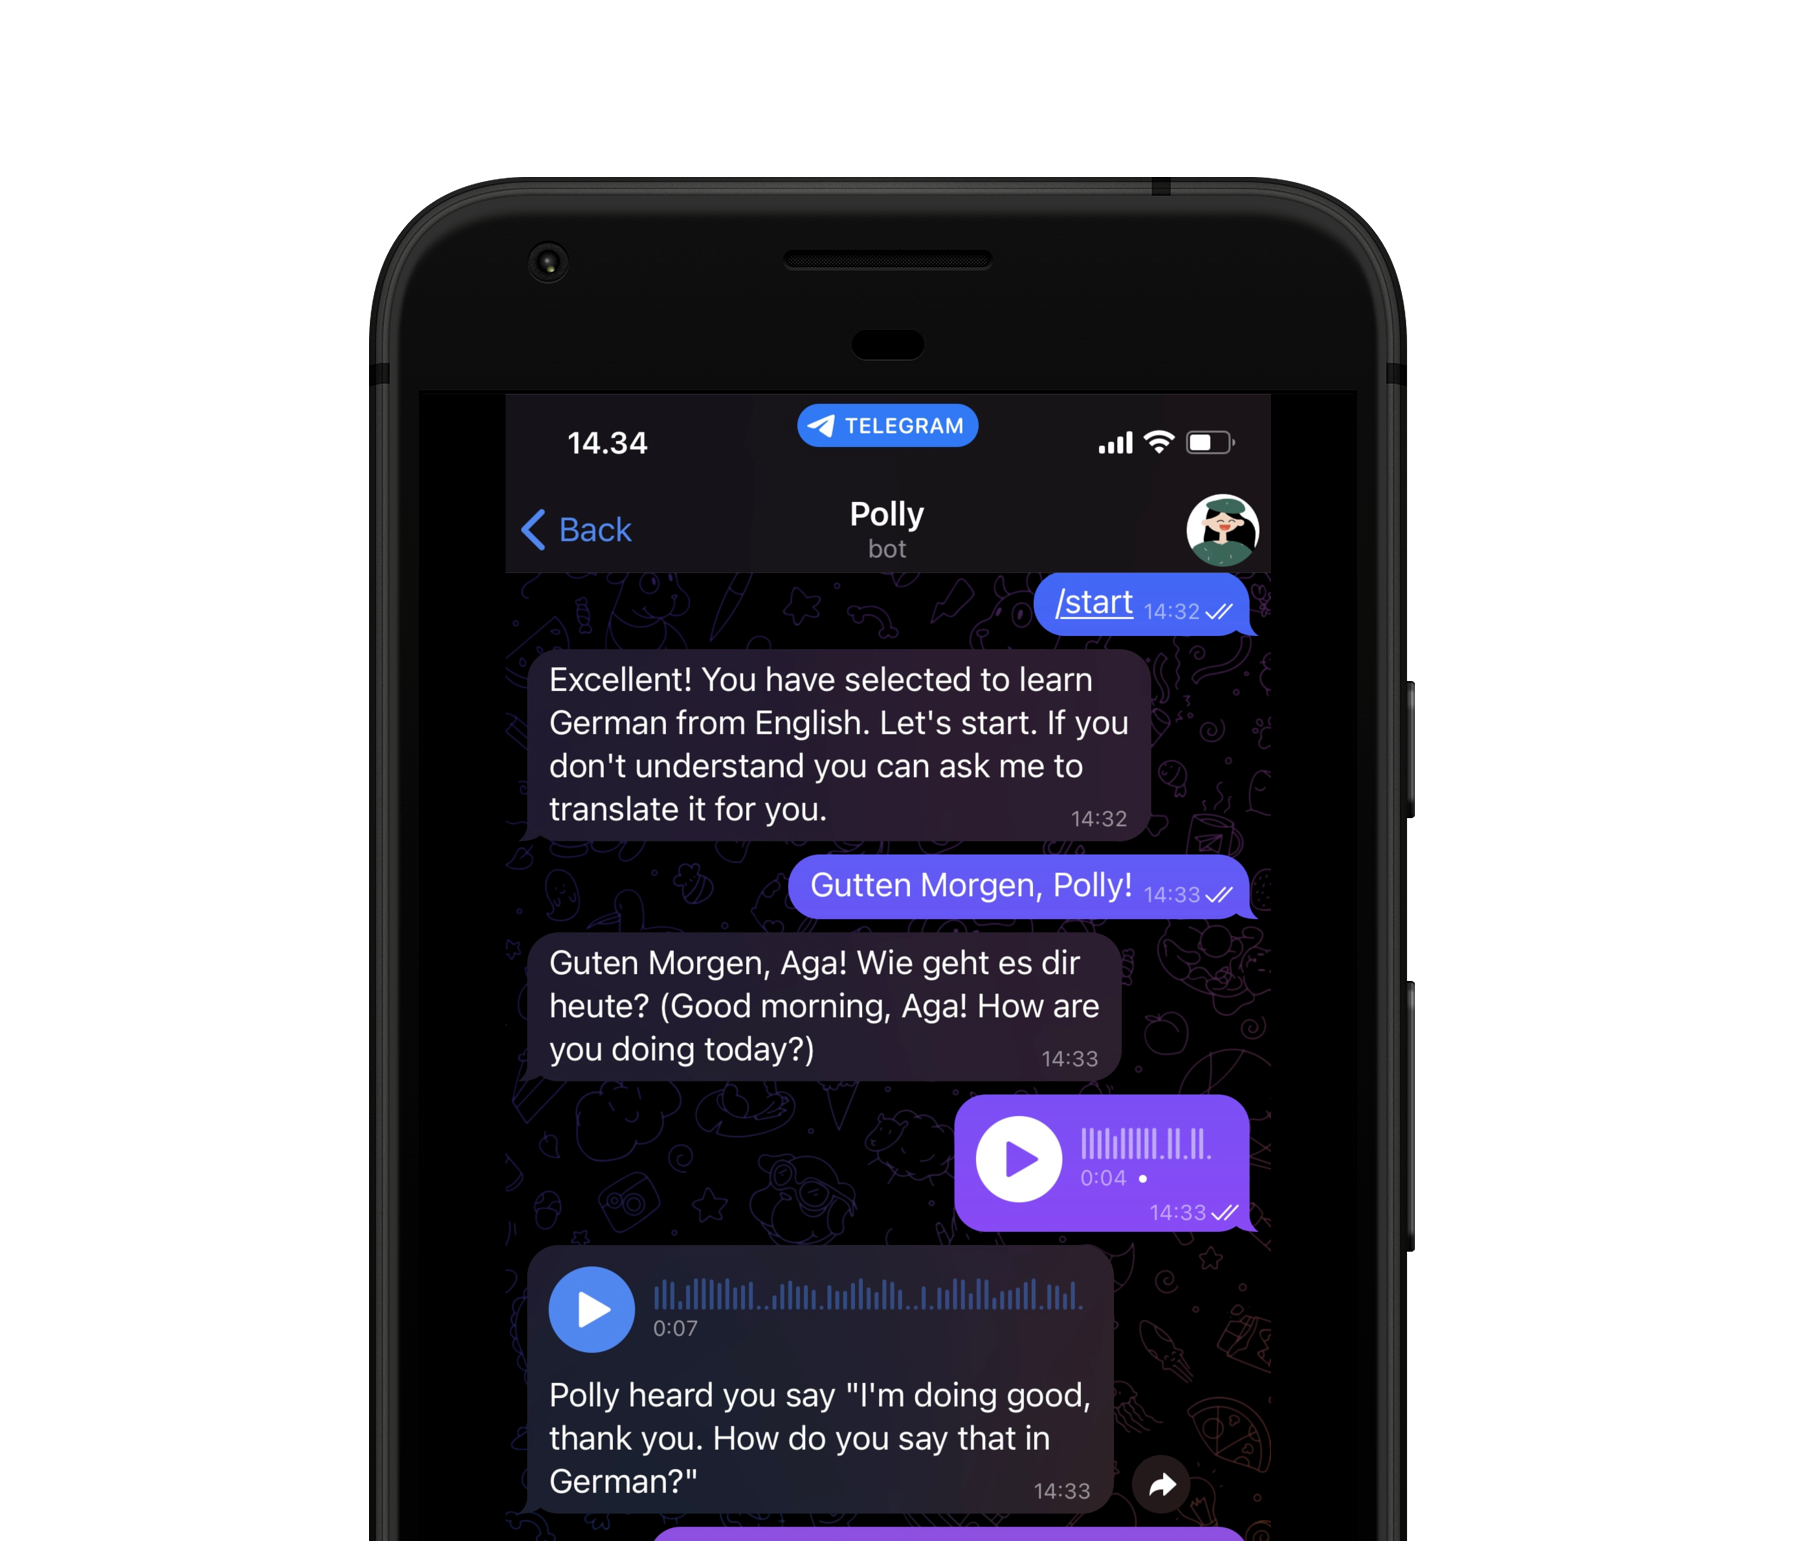 14.34
TELEGRAM
Back
Polly
bot
/start 14:32
Excellent! You have selected to learn
German from English. Let's start. If you
don't understand you can ask me to
translate it for you. 14:32
Gutten Morgen, Polly! 14:33
Guten Morgen, Aga! Wie geht es dir
heute? (Good morning, Aga! How are
you doing today?) 14:33
0:04
14:33
0:07
Polly heard you say "I'm doing good,
thank you. How do you say that in
German?" 14:33